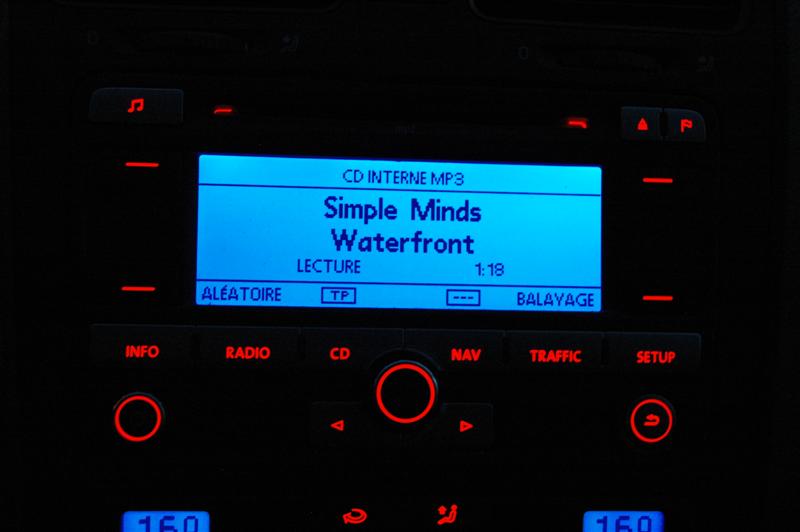 CD INTERNE MP3
Simple Minds
Waterfront
LECTURE 1:18
ALÉATOIRE TP --- BALAYAGE
INFO RADIO CD NAV TRAFFIC SETUP
16.0 16.0